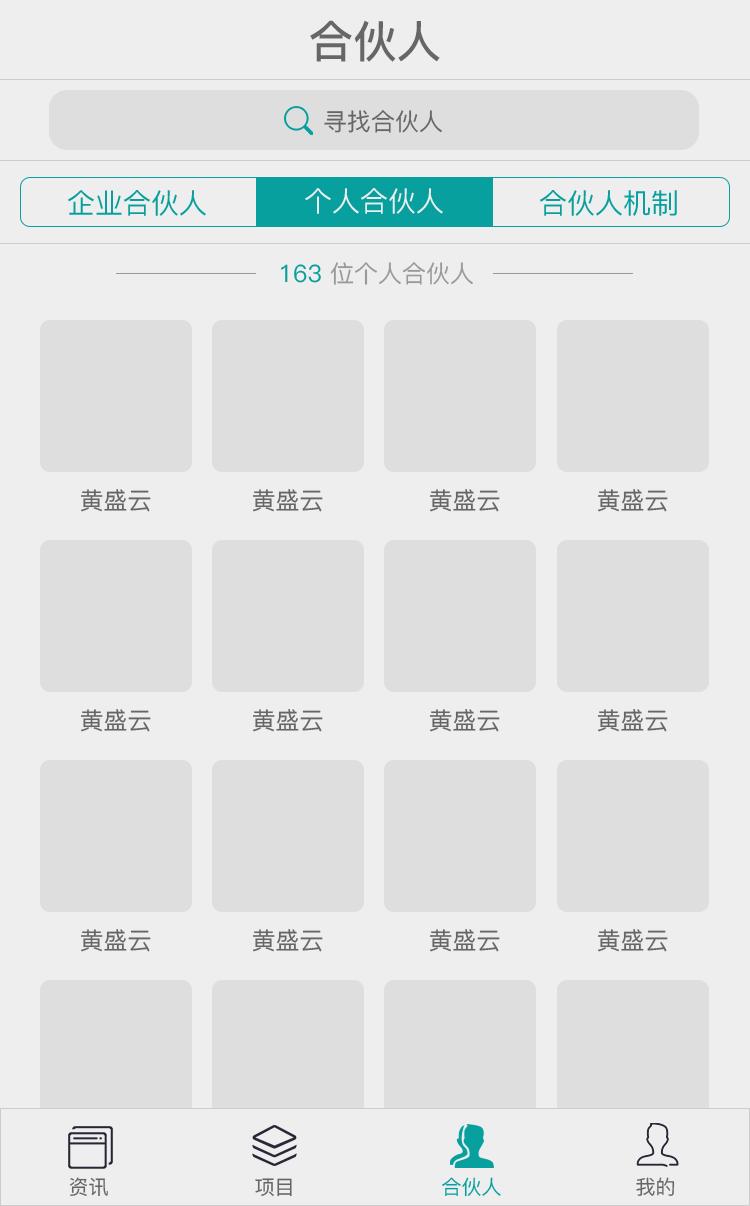 合伙人
寻找合伙人
企业合伙人 个人合伙人 合伙人机制
163 位个人合伙人
黄盛云 黄盛云 黄盛云 黄盛云
黄盛云 黄盛云 黄盛云 黄盛云
黄盛云 黄盛云 黄盛云 黄盛云
资讯 项目 合伙人 我的